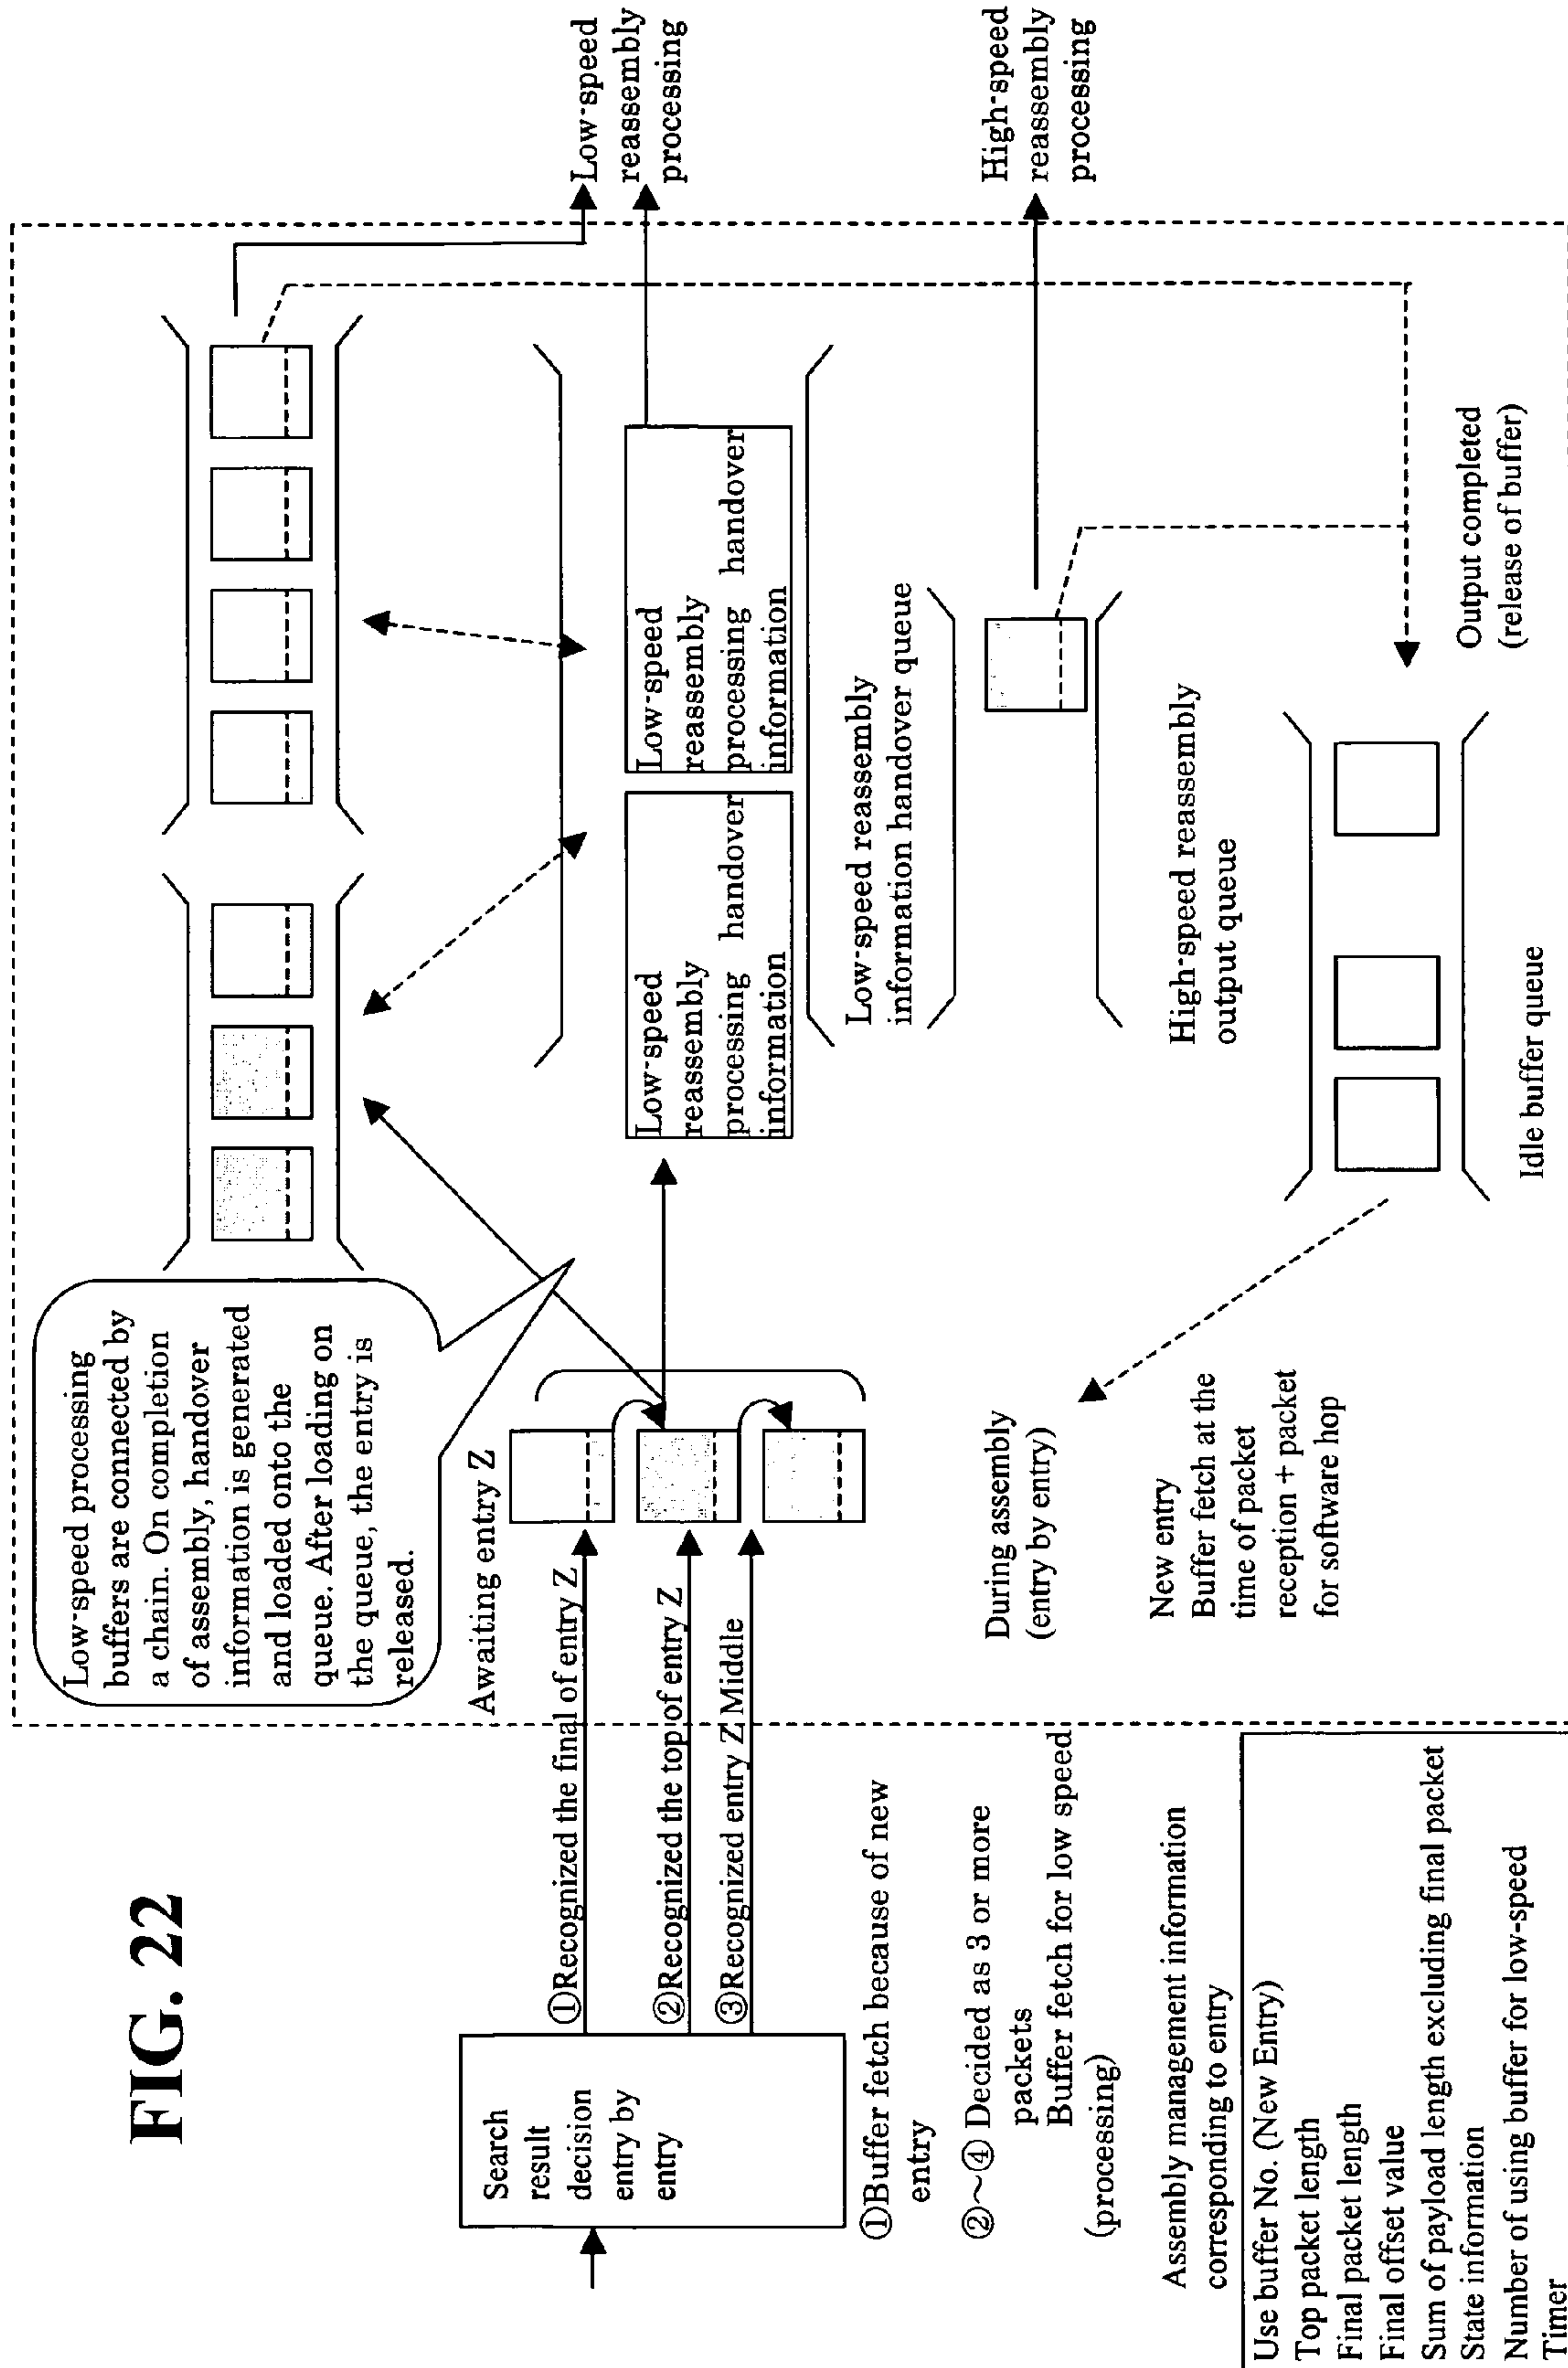 FIG. 22
Search
result
decision
entry by
entry
①Recognized the final of entry Z
②Recognized the top of entry Z
③Recognized entry Z Middle
①Buffer fetch because of new
entry
②~④ Decided as 3 or more
packets
Buffer fetch for low speed
(processing)
Assembly management information
corresponding to entry
Use buffer No. (New Entry)
Top packet length
Final packet length
Final offset value
Sum of payload length excluding final packet
State information
Number of using buffer for low-speed
Timer
Low-speed processing
buffers are connected by
a chain. On completion
of assembly, handover
information is generated
and loaded onto the
queue. After loading on
the queue, the entry is
released.
Awaiting entry Z
During assembly
(entry by entry)
New entry
Buffer fetch at the
time of packet
reception + packet
for software hop
Low-speed
reassembly
processing handover
information
Low-speed
reassembly
processing handover
information
Low-speed reassembly
information handover queue
High-speed reassembly
output queue
Idle buffer queue
Output completed
(release of buffer)
Low-speed
reassembly
processing
High-speed
reassembly
processing